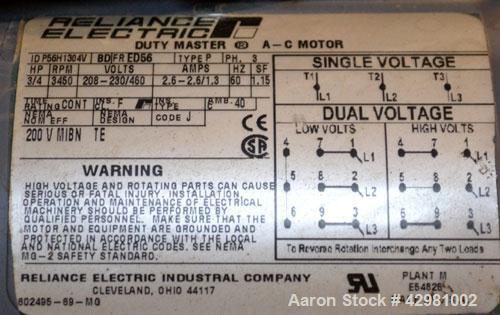 RELIANCE
ELECTRIC
DUTY MASTER ® A-C MOTOR
ID P56H1304V BD FR ED56 TYPE P PH. 3
HP RPM VOLTS AMPS HZ SF
3/4 3450 208-230/460 2.6-2.6/1.3 60 1.15
TIME RATING CONT INS. CL. F AMB. 40
NEMA NOM EFF NEMA DESIGN CODE J
200 V MIBN TE
WARNING
HIGH VOLTAGE AND ROTATING PARTS CAN CAUSE
SERIOUS OR FATAL INJURY. INSTALLATION,
OPERATION AND MAINTENANCE OF ELECTRICAL
MACHINERY SHOULD BE PERFORMED BY
QUALIFIED PERSONNEL. MAKE SURE THAT THE
MOTOR AND EQUIPMENT ARE GROUNDED AND
PROTECTED IN ACCORDANCE WITH THE LOCAL
AND NATIONAL ELECTRIC CODES. SEE NEMA
MG-2 SAFETY STANDARD.
SINGLE VOLTAGE
T1 T2 T3
L1 L2 L3
DUAL VOLTAGE
LOW VOLTS HIGH VOLTS
4 7 1 L1 4 7 1 L1
5 8 2 L2 5 8 2 L2
6 9 3 L3 6 9 3 L3
To Reverse Rotation Interchange Any Two Leads
RELIANCE ELECTRIC INDUSTRIAL COMPANY
CLEVELAND, OHIO 44117
602495-69-MG
PLANT M
Aaron Stock # 42981002